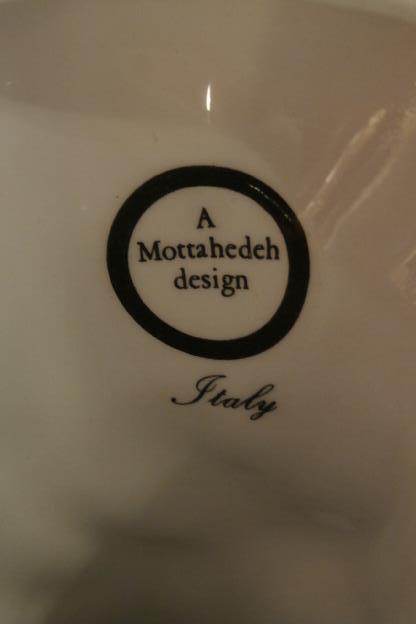 A
Mottahedeh
design
Italy